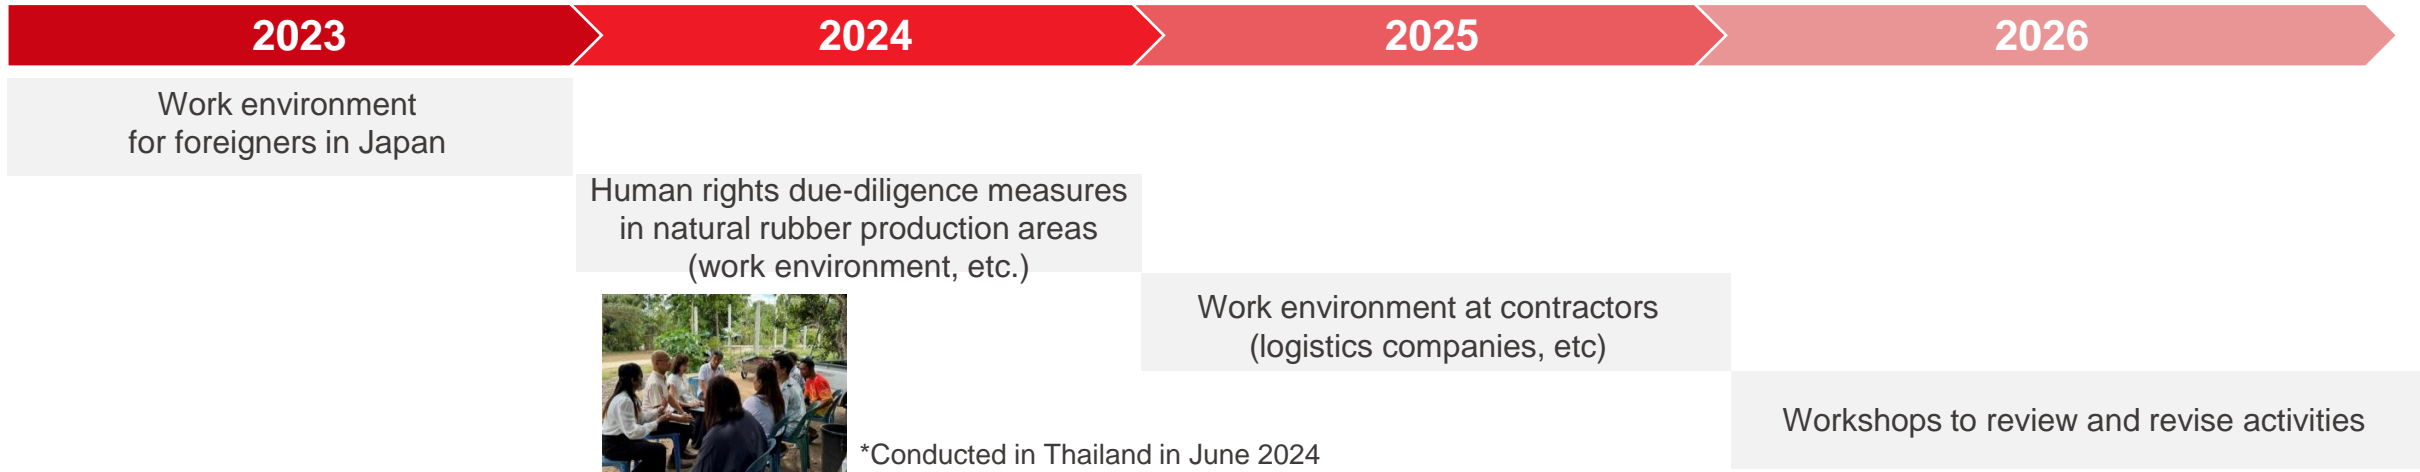 2023
2024
2025
2026
Work environment
for foreigners in Japan
Human rights due-diligence measures
in natural rubber production areas
(work environment, etc.)
Work environment at contractors
(logistics companies, etc)
Workshops to review and revise activities
*Conducted in Thailand in June 2024